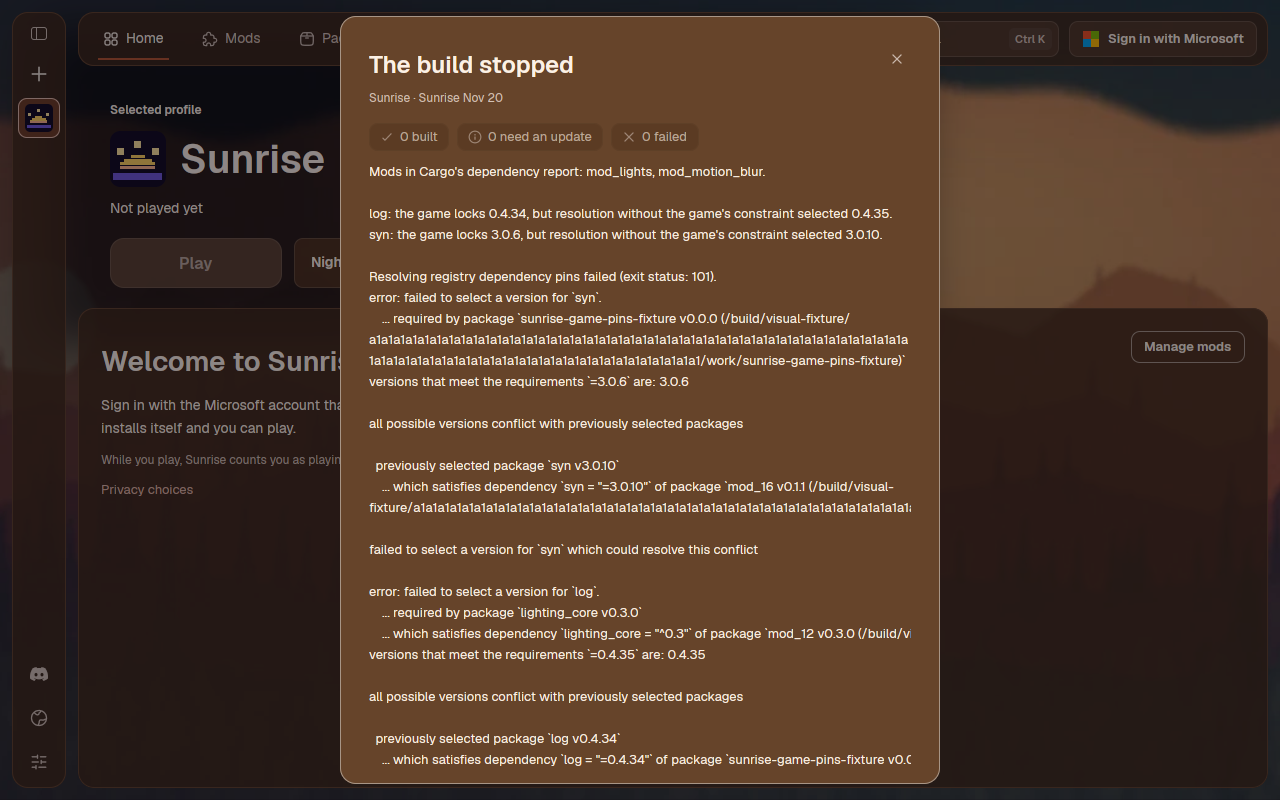 Home
Mods
Ctrl K
Sign in with Microsoft
Selected profile
Sunrise
Not played yet
Play
Manage mods
Privacy choices
The build stopped
Sunrise · Sunrise Nov 20
0 built
0 need an update
0 failed
Mods in Cargo's dependency report: mod_lights, mod_motion_blur.
log: the game locks 0.4.34, but resolution without the game's constraint selected 0.4.35.
syn: the game locks 3.0.6, but resolution without the game's constraint selected 3.0.10.
Resolving registry dependency pins failed (exit status: 101).
error: failed to select a version for `syn`.
... required by package `sunrise-game-pins-fixture v0.0.0 (/build/visual-fixture/
/work/sunrise-game-pins-fixture)`
versions that meet the requirements `=3.0.6` are: 3.0.6
all possible versions conflict with previously selected packages
previously selected package `syn v3.0.10`
... which satisfies dependency `syn = "=3.0.10"` of package `mod_16 v0.1.1 (/build/visual-
fixture/
failed to select a version for `syn` which could resolve this conflict
error: failed to select a version for `log`.
... required by package `lighting_core v0.3.0`
... which satisfies dependency `lighting_core = "^0.3"` of package `mod_12 v0.3.0 (/build/
versions that meet the requirements `=0.4.35` are: 0.4.35
all possible versions conflict with previously selected packages
previously selected package `log v0.4.34`
... which satisfies dependency `log = "=0.4.34"` of package `sunrise-game-pins-fixture
Welcome to
Sign in with the Microsoft account
installs itself and you can play.
While you play, Sunrise counts you as